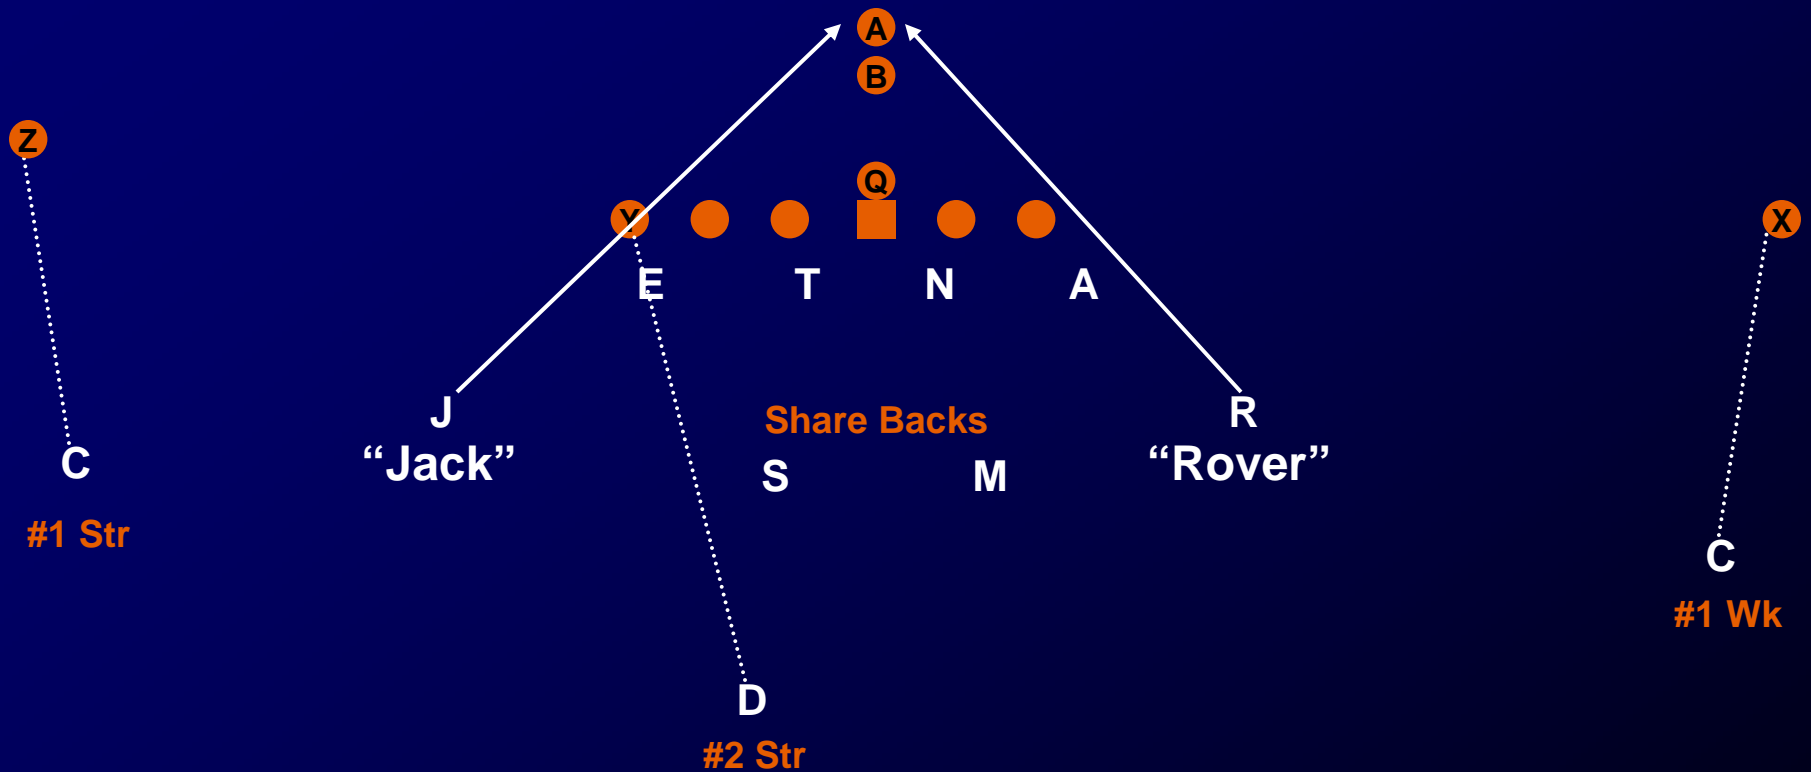 A
B
Z
Q
Y
X
E T N A
J
R
Share Backs
“Jack”
“Rover”
C
S M
#1 Str
C
#1 Wk
D
#2 Str